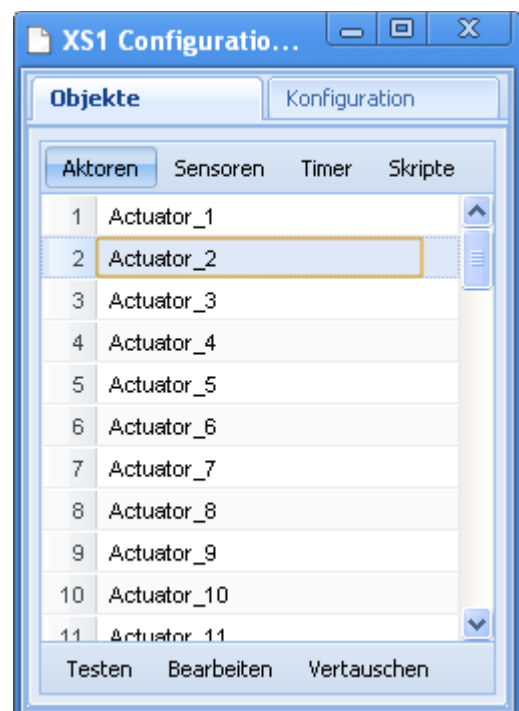 XS1 Configuratio...
Objekte Konfiguration
Aktoren Sensoren Timer Skripte
1 Actuator_1
2 Actuator_2
3 Actuator_3
4 Actuator_4
5 Actuator_5
6 Actuator_6
7 Actuator_7
8 Actuator_8
9 Actuator_9
10 Actuator_10
11 Actuator_11
Testen Bearbeiten Vertauschen